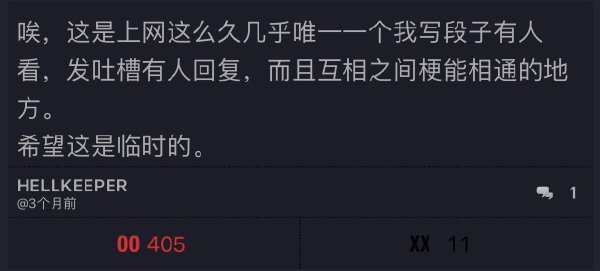 唉，这是上网这么久几乎唯一一个我写段子有人
看，发吐槽有人回复，而且互相之间梗能相通的地
方。
希望这是临时的。
HELLKEEPER
1
@3个月前
OO 405
XX 11